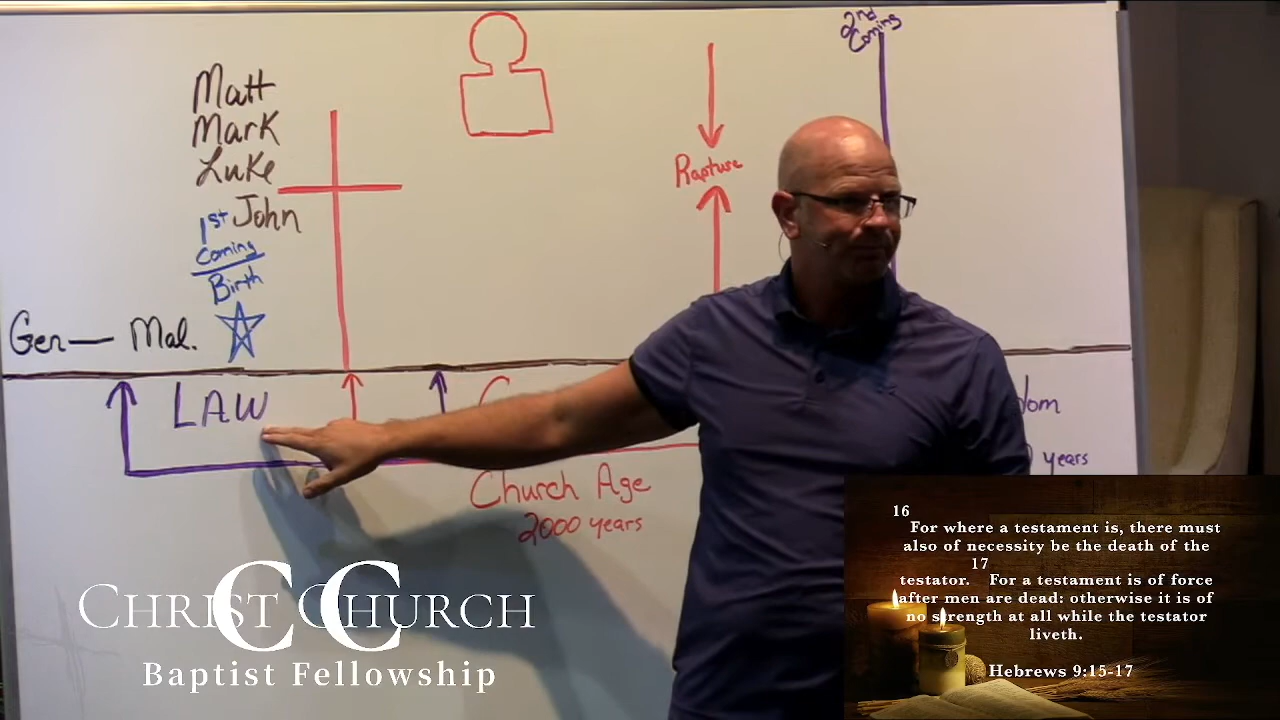 2nd
Coming
Matt
Mark
Luke
John
1st
Coming
Birth
Rapture
Gen — Mal.
LAW
Church Age
2000 years
years
CHRIST CHURCH
CC
Baptist Fellowship
16
For where a testament is, there must
also of necessity be the death of the
17
testator. For a testament is of force
after men are dead: otherwise it is of
no strength at all while the testator
liveth.
Hebrews 9:15-17